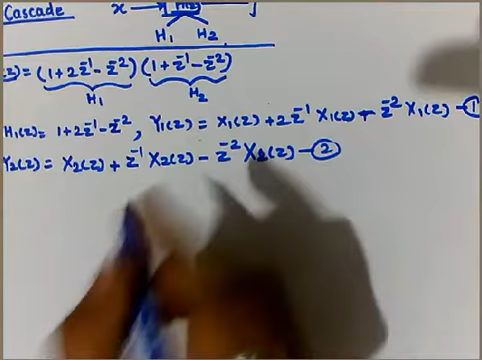 Cascade x → H(z)
H₁ H₂
z) = (1 + 2z⁻¹ - z⁻²) (1 + z⁻¹ - z⁻²)
H₁ H₂
H₁(z) = 1 + 2z⁻¹ - z⁻², Y₁(z) = X₁(z) + 2z⁻¹ X₁(z) - z⁻² X₁(z) — ①
Y₂(z) = X₂(z) + z⁻¹ X₂(z) - z⁻² X₂(z) — ②